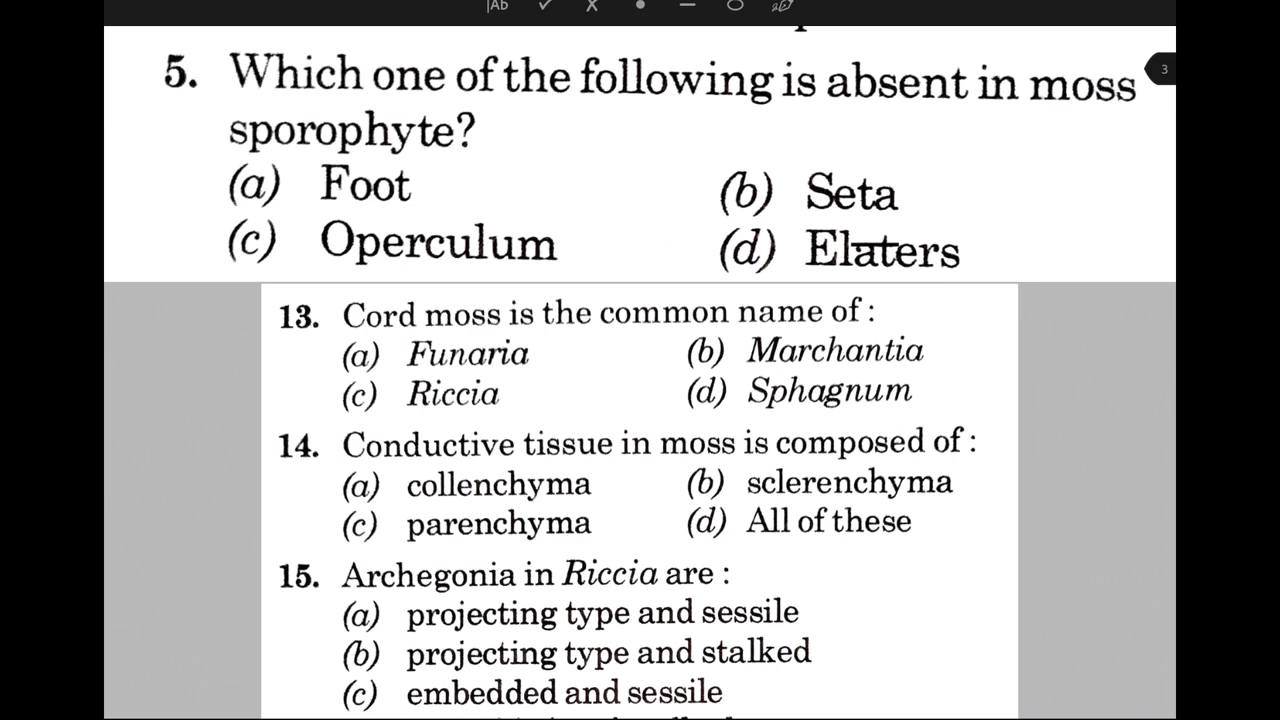 Ab
3
5. Which one of the following is absent in moss
sporophyte?
(a) Foot (b) Seta
(c) Operculum (d) Elaters
13. Cord moss is the common name of :
(a) Funaria (b) Marchantia
(c) Riccia (d) Sphagnum
14. Conductive tissue in moss is composed of :
(a) collenchyma (b) sclerenchyma
(c) parenchyma (d) All of these
15. Archegonia in Riccia are :
(a) projecting type and sessile
(b) projecting type and stalked
(c) embedded and sessile